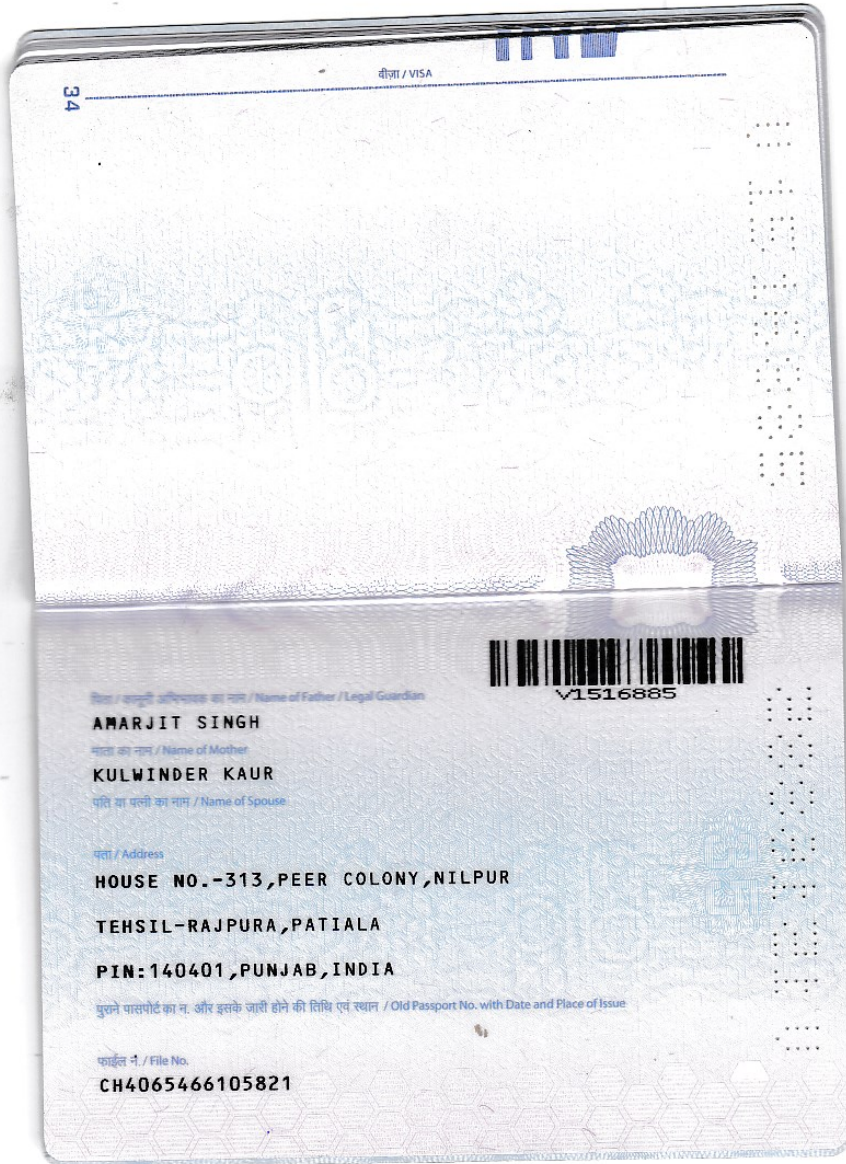 34
वीज़ा / VISA
V1516885
पिता / कानूनी अभिभावक का नाम / Name of Father / Legal Guardian
AMARJIT SINGH
माता का नाम / Name of Mother
KULWINDER KAUR
पति या पत्नी का नाम / Name of Spouse
पता / Address
HOUSE NO.-313,PEER COLONY,NILPUR
TEHSIL-RAJPURA,PATIALA
PIN:140401,PUNJAB,INDIA
पुराने पासपोर्ट का न. और इसके जारी होने की तिथि एवं स्थान / Old Passport No. with Date and Place of Issue
फाईल नं. / File No.
CH4065466105821